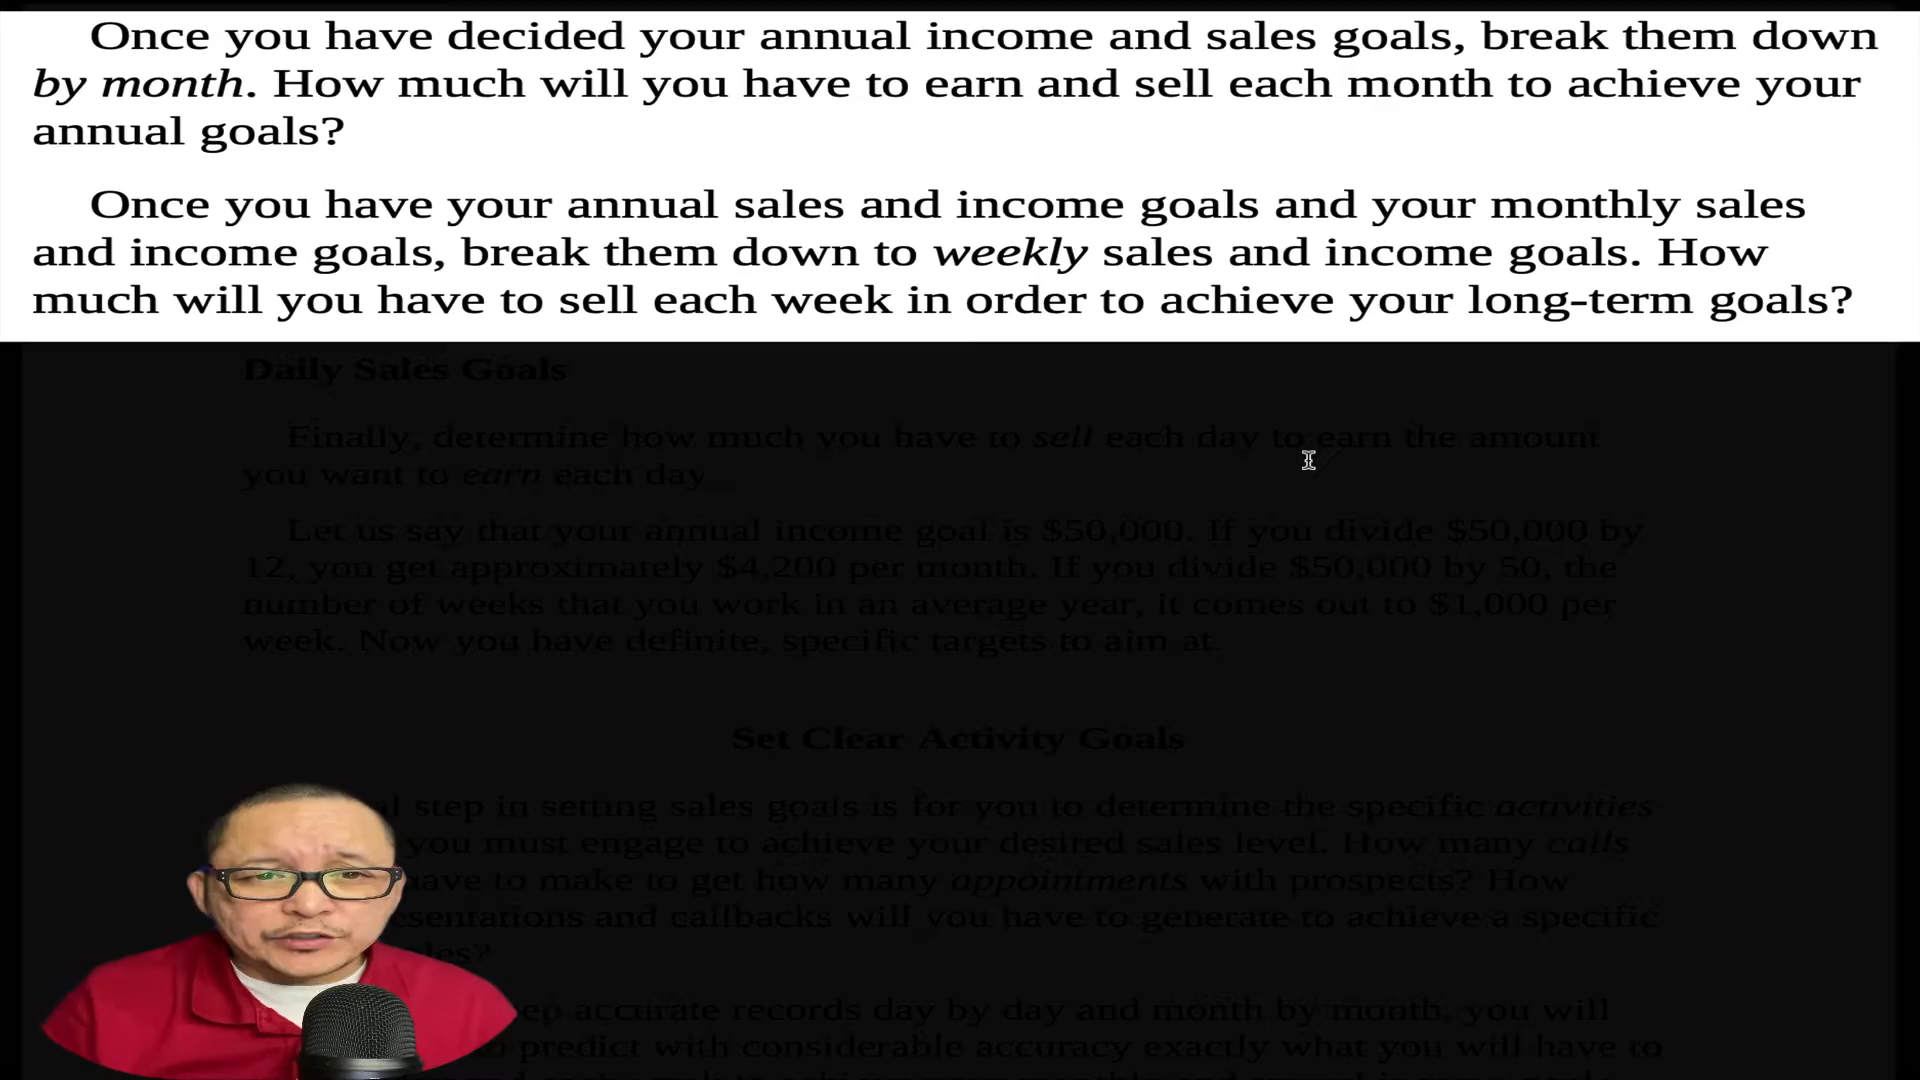 Once you have decided your annual income and sales goals, break them down
by month. How much will you have to earn and sell each month to achieve your
annual goals?
Once you have your annual sales and income goals and your monthly sales
and income goals, break them down to weekly sales and income goals. How
much will you have to sell each week in order to achieve your long-term goals?
Daily Sales Goals
Finally, determine how much you have to sell each day to earn the amount
you want to earn each day
Let us say that your annual income goal is $50,000. If you divide $50,000 by
12, you get approximately $4,200 per month. If you divide $50,000 by 50, the
number of weeks that you work in an average year, it comes out to $1,000 per
week. Now you have definite, specific targets to aim at.
Set Clear Activity Goals
step in setting sales goals is for you to determine the specific activities
you must engage to achieve your desired sales level. How many calls
have to make to get how many appointments with prospects? How
and callbacks will you have to generate to achieve a specific
accurate records day by day and month by month, you will
predict with considerable accuracy exactly what you will have to